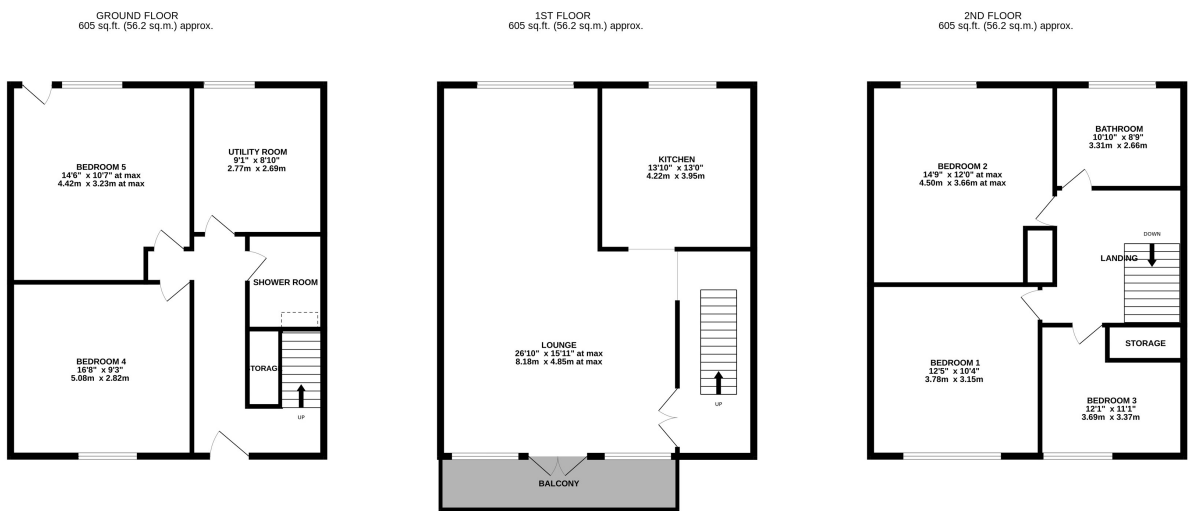 GROUND FLOOR
605 sq.ft. (56.2 sq.m.) approx.
BEDROOM 5
14'6" x 10'7" at max
4.42m x 3.23m at max
UTILITY ROOM
9'1" x 8'10"
2.77m x 2.69m
SHOWER ROOM
BEDROOM 4
16'8" x 9'3"
5.08m x 2.82m
STORAGE
UP
1ST FLOOR
605 sq.ft. (56.2 sq.m.) approx.
KITCHEN
13'10" x 13'0"
4.22m x 3.95m
LOUNGE
26'10" x 15'11" at max
8.18m x 4.85m at max
UP
BALCONY
2ND FLOOR
605 sq.ft. (56.2 sq.m.) approx.
BATHROOM
10'10" x 8'9"
3.31m x 2.66m
BEDROOM 2
14'9" x 12'0" at max
4.50m x 3.66m at max
DOWN
LANDING
STORAGE
BEDROOM 1
12'5" x 10'4"
3.78m x 3.15m
BEDROOM 3
12'1" x 11'1"
3.69m x 3.37m